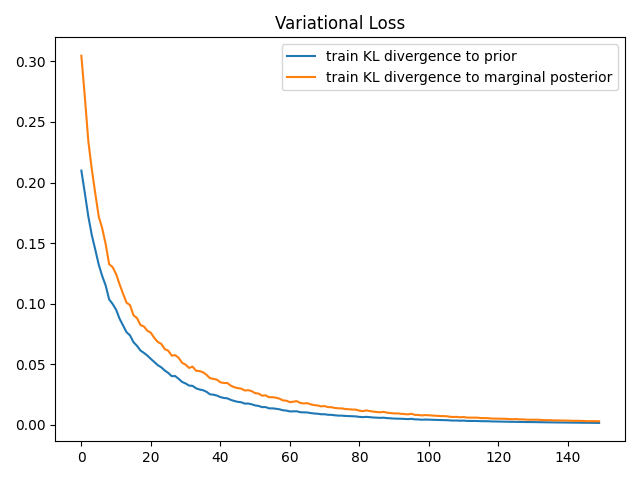 Variational Loss
train KL divergence to prior
train KL divergence to marginal posterior
0.30
0.25
0.20
0.15
0.10
0.05
0.00
0 20 40 60 80 100 120 140